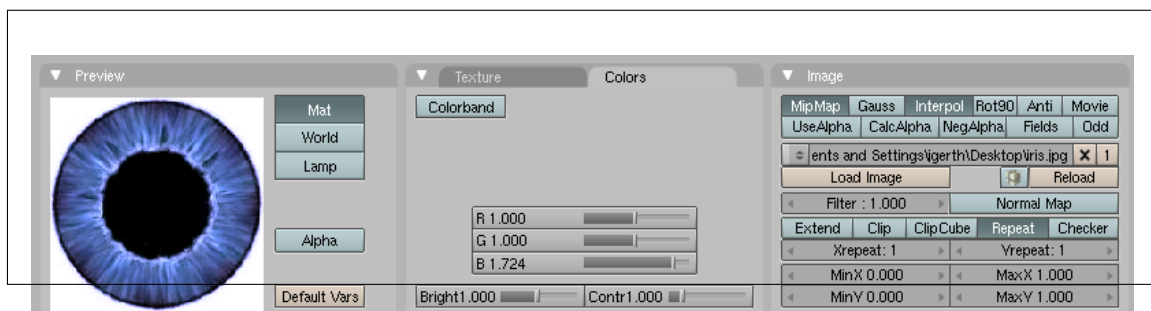 Preview
Mat
World
Lamp
Alpha
Default Vars
Texture Colors
Colorband
R 1.000
G 1.000
B 1.724
Bright1.000 Contr1.000
Image
MipMap Gauss Interpol Rot90 Anti Movie
UseAlpha CalcAlpha NegAlpha Fields Odd
ents and Settings\igerth\Desktop\iris.jpg X 1
Load Image Reload
Filter : 1.000 Normal Map
Extend Clip ClipCube Repeat Checker
Xrepeat: 1 Yrepeat: 1
MinX 0.000 MaxX 1.000
MinY 0.000 MaxY 1.000